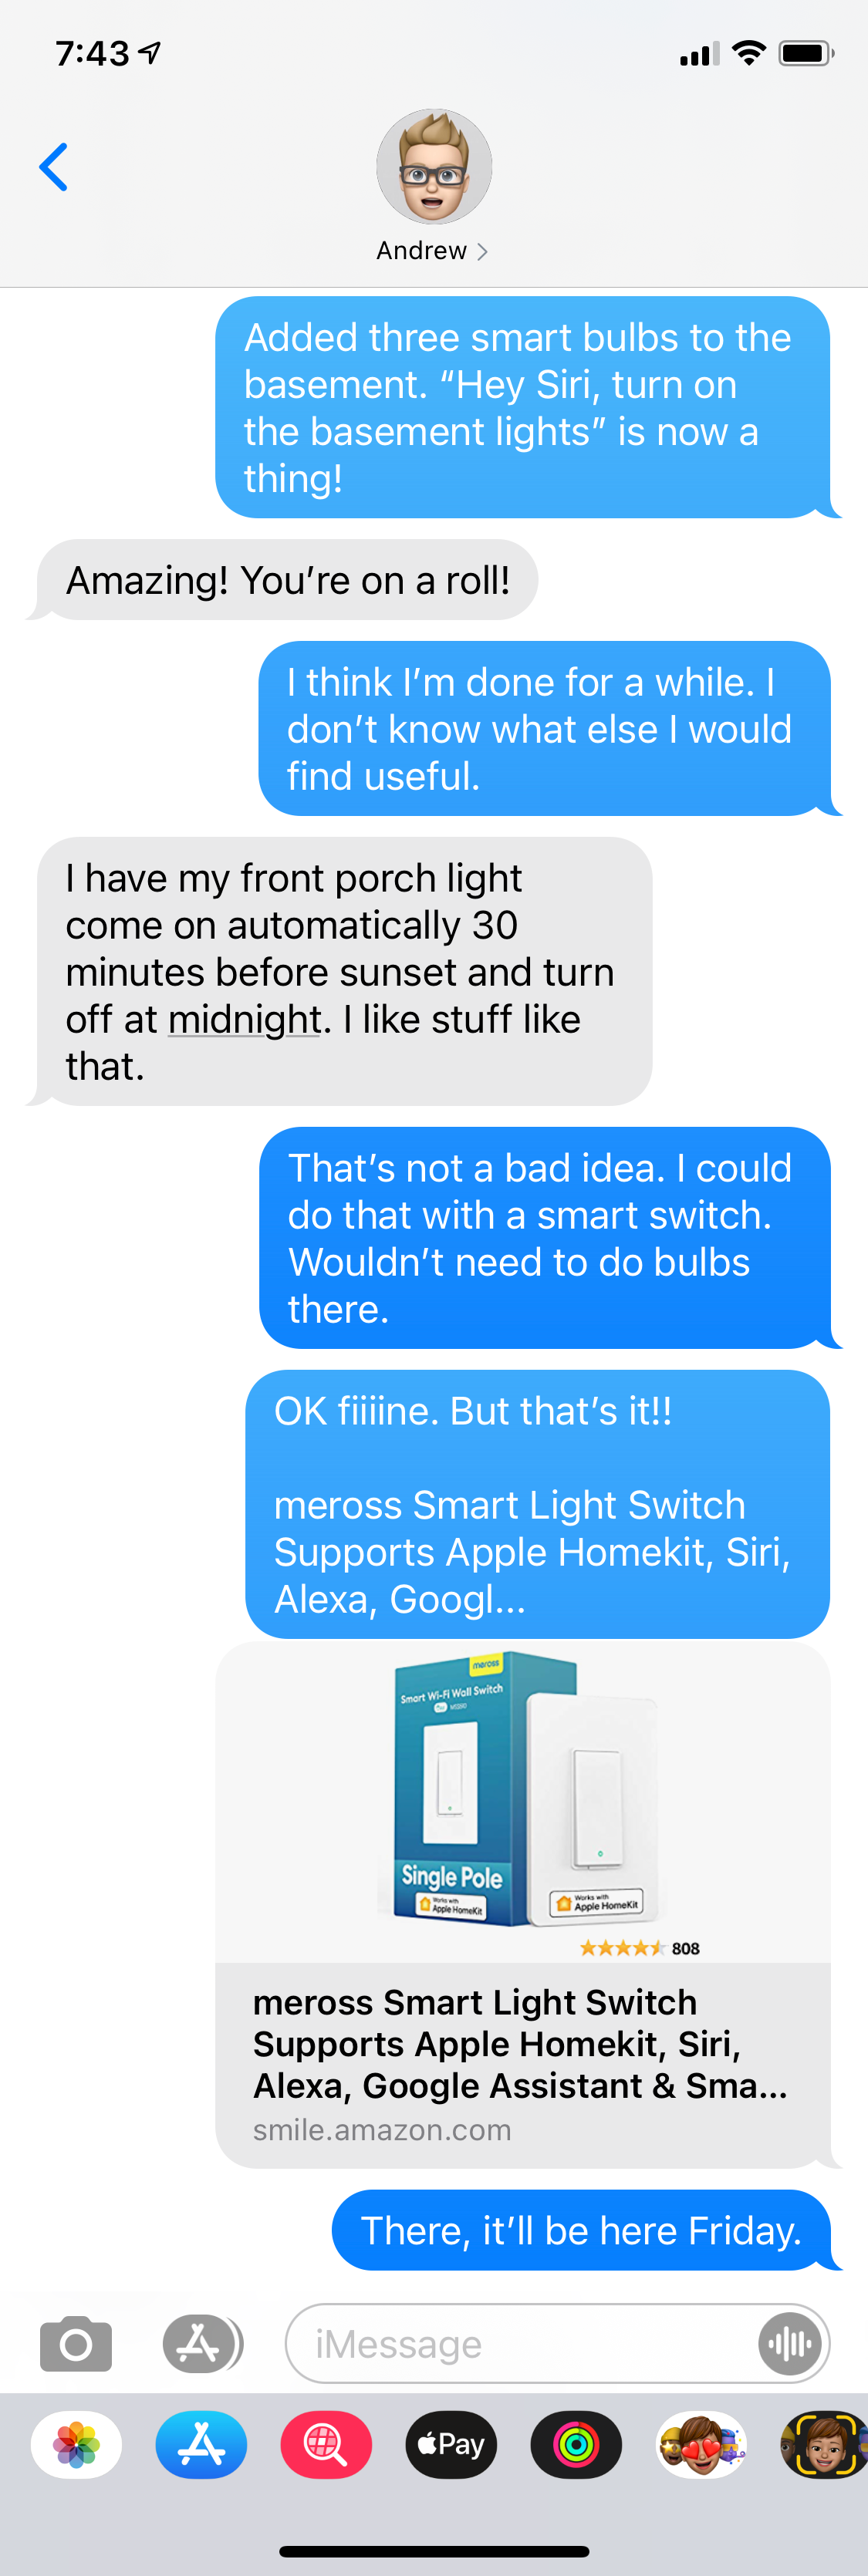 7:43
Andrew
Added three smart bulbs to the
basement. “Hey Siri, turn on
the basement lights” is now a
thing!
Amazing! You’re on a roll!
I think I’m done for a while. I
don’t know what else I would
find useful.
I have my front porch light
come on automatically 30
minutes before sunset and turn
off at midnight. I like stuff like
that.
That’s not a bad idea. I could
do that with a smart switch.
Wouldn’t need to do bulbs
there.
OK fiiiine. But that’s it!!
meross Smart Light Switch
Supports Apple Homekit, Siri,
Alexa, Googl...
meross
Smart Wi-Fi Wall Switch
Single Pole
Works with
Apple HomeKit
Works with
Apple HomeKit
808
meross Smart Light Switch
Supports Apple Homekit, Siri,
Alexa, Google Assistant & Sma...
smile.amazon.com
There, it’ll be here Friday.
iMessage
Pay